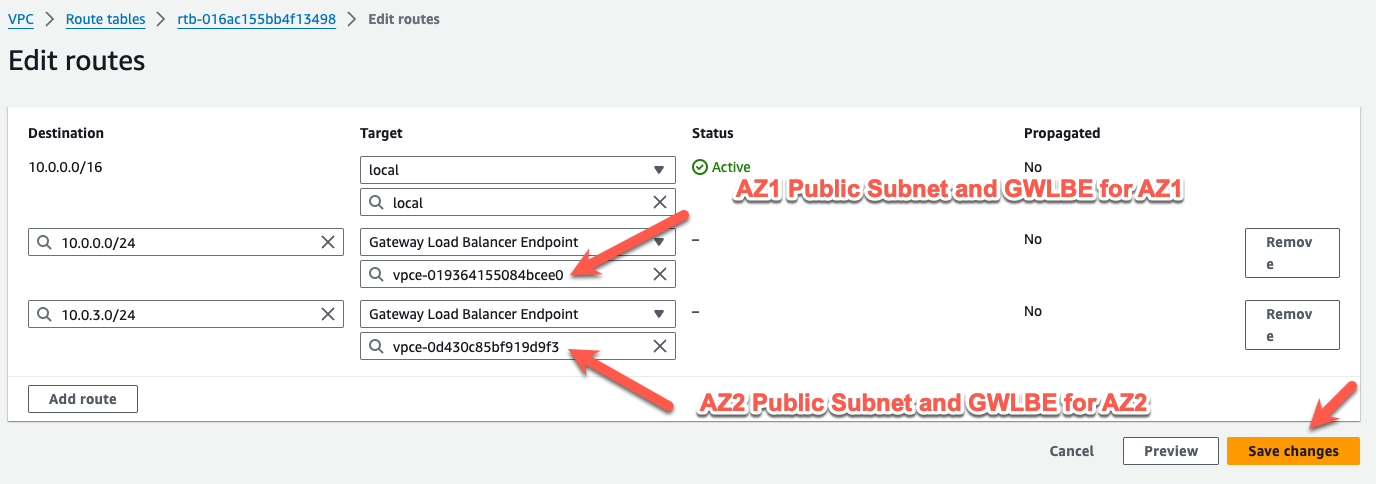 VPC > Route tables > rtb-016ac155bb4f13498 > Edit routes
Edit routes
Destination Target Status Propagated
10.0.0.0/16 local Active No
local
AZ1 Public Subnet and GWLBE for AZ1
10.0.0.0/24 Gateway Load Balancer Endpoint – No Remov
e
vpce-019364155084bcee0
10.0.3.0/24 Gateway Load Balancer Endpoint – No Remov
e
vpce-0d430c85bf919d9f3
Add route
AZ2 Public Subnet and GWLBE for AZ2
Cancel Preview Save changes